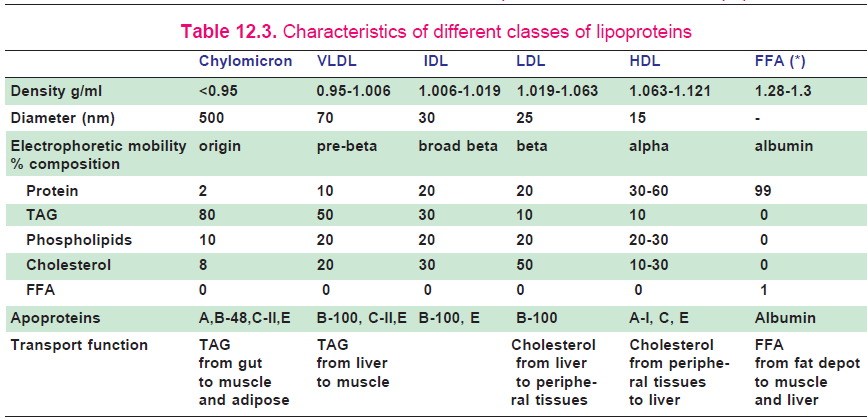 Table 12.3. Characteristics of different classes of lipoproteins
Chylomicron VLDL IDL LDL HDL FFA (*)
Density g/ml <0.95 0.95-1.006 1.006-1.019 1.019-1.063 1.063-1.121 1.28-1.3
Diameter (nm) 500 70 30 25 15 -
Electrophoretic mobility origin pre-beta broad beta beta alpha albumin
% composition
Protein 2 10 20 20 30-60 99
TAG 80 50 30 10 10 0
Phospholipids 10 20 20 20 20-30 0
Cholesterol 8 20 30 50 10-30 0
FFA 0 0 0 0 0 1
Apoproteins A,B-48,C-II,E B-100, C-II,E B-100, E B-100 A-I, C, E Albumin
Transport function TAG TAG Cholesterol Cholesterol FFA
from gut from liver from liver from periphe- from fat depot
to muscle to muscle to periphe- ral tissues to muscle
and adipose ral tissues to liver and liver